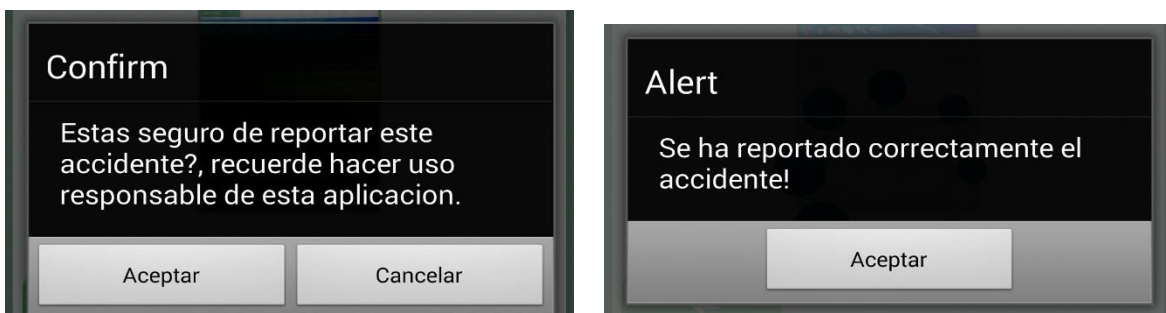 Confirm
Estas seguro de reportar este
accidente?, recuerde hacer uso
responsable de esta aplicacion.
Aceptar
Cancelar
Alert
Se ha reportado correctamente el
accidente!
Aceptar